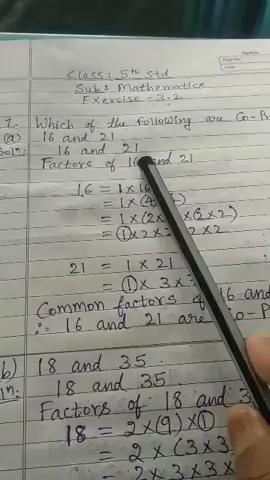 Class: 5th Std
Sub: Mathematics
Exercise - 3.2
1. Which of the following are Co-P
(a) 16 and 21
Soln: 16 and 21
Factors of 16 and 21
16 = 1 × 16
= 1 × (4 × 4)
= 1 × (2 × 2) × (2 × 2)
= ① × 2 × 2 × 2 × 2
21 = 1 × 21
= ① × 3 ×
Common factors of 16 and
∴ 16 and 21 are Co-P
b) 18 and 35
18 and 35.
Factors of 18 and 3
18 = 2 × (9) × ①
= 2 × (3 × 3
= 2 × 3 × 3 ×